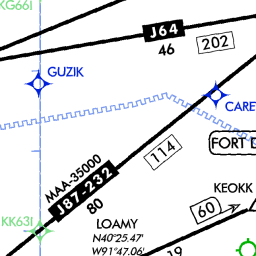 KG66I
J64
46
202
GUZIK
CARE
114
FORT D
MAA-35000
J87-232
80
KEOKK
60
KK63I
LOAMY
N40°25.47'
W91°47.06'
19